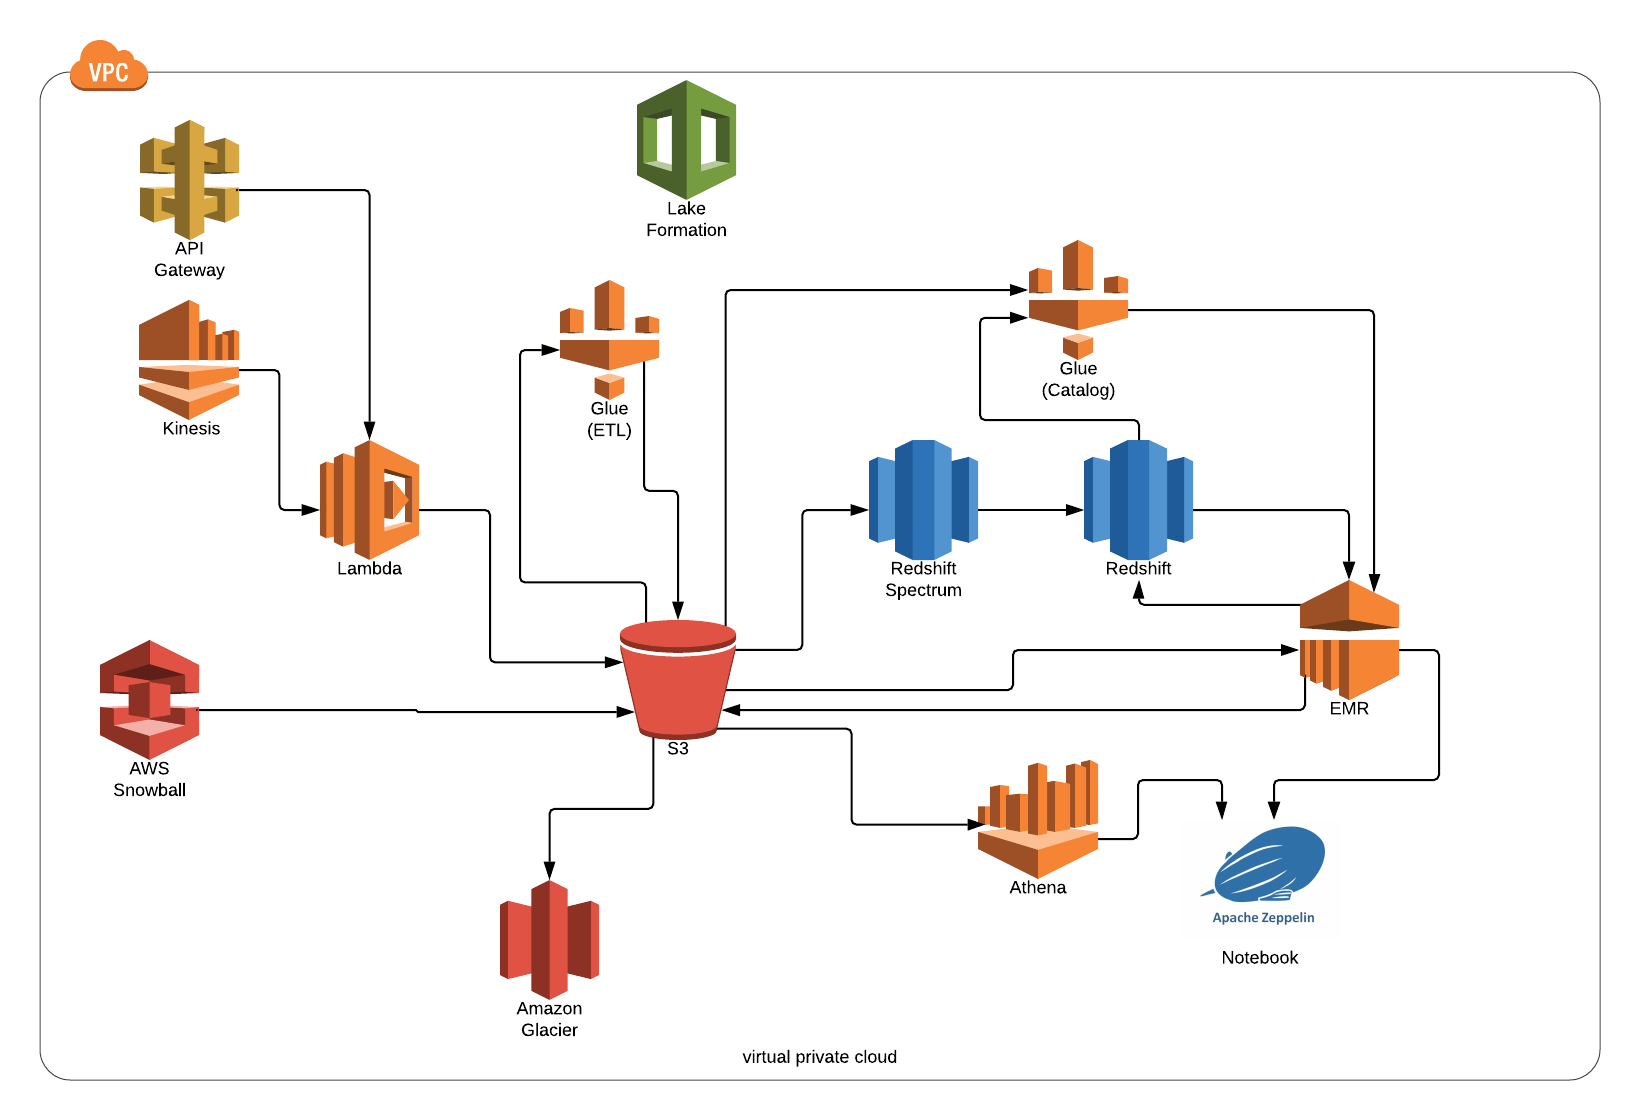 VPC
Lake
Formation
API
Gateway
Glue
(Catalog)
Glue
(ETL)
Kinesis
Lambda
Redshift
Spectrum
Redshift
EMR
S3
AWS
Snowball
Athena
Apache Zeppelin
Notebook
Amazon
Glacier
virtual private cloud